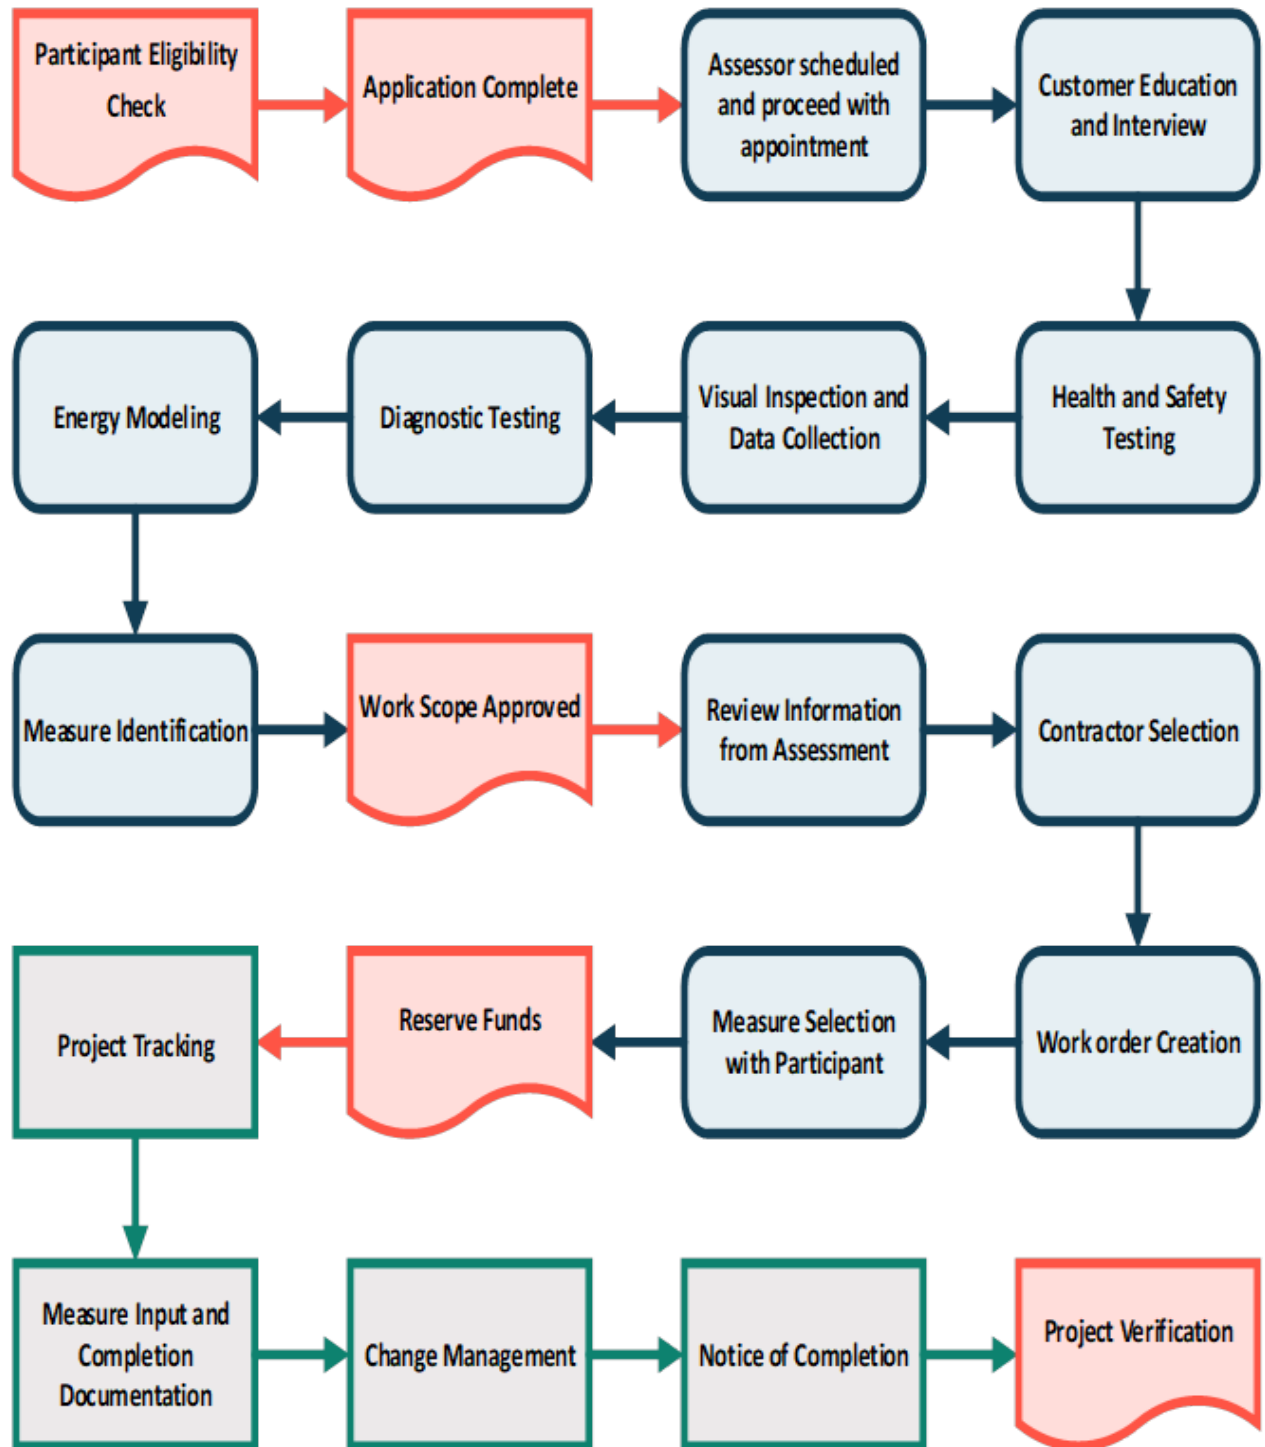 Participant Eligibility
Check
Application Complete
Assessor scheduled
and proceed with
appointment
Customer Education
and Interview
Energy Modeling
Diagnostic Testing
Visual Inspection and
Data Collection
Health and Safety
Testing
Measure Identification
Work Scope Approved
Review Information
from Assessment
Contractor Selection
Project Tracking
Reserve Funds
Measure Selection
with Participant
Work order Creation
Measure Input and
Completion
Documentation
Change Management
Notice of Completion
Project Verification